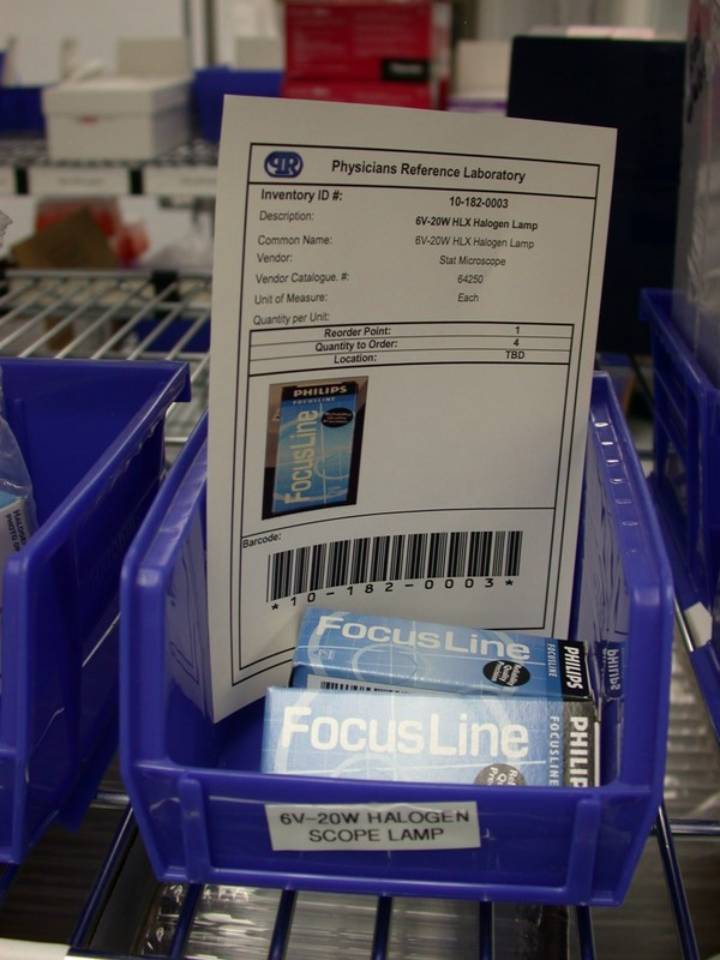 PR Physicians Reference Laboratory
Inventory ID #: 10-182-0003
Description: 6V-20W HLX Halogen Lamp
Common Name: 6V-20W HLX Halogen Lamp
Vendor: Stat Microscope
Vendor Catalogue. #: 64250
Unit of Measure: Each
Quantity per Unit:
Reorder Point: 1
Quantity to Order: 4
Location: TBD
PHILIPS
FOCUSLINE
FocusLine
Barcode:
*10-182-0003*
FocusLine
FOCUSLINE
PHILIPS
PHILIPS
FocusLine
FOCUSLINE
PHILIP
6V-20W HALOGEN
SCOPE LAMP